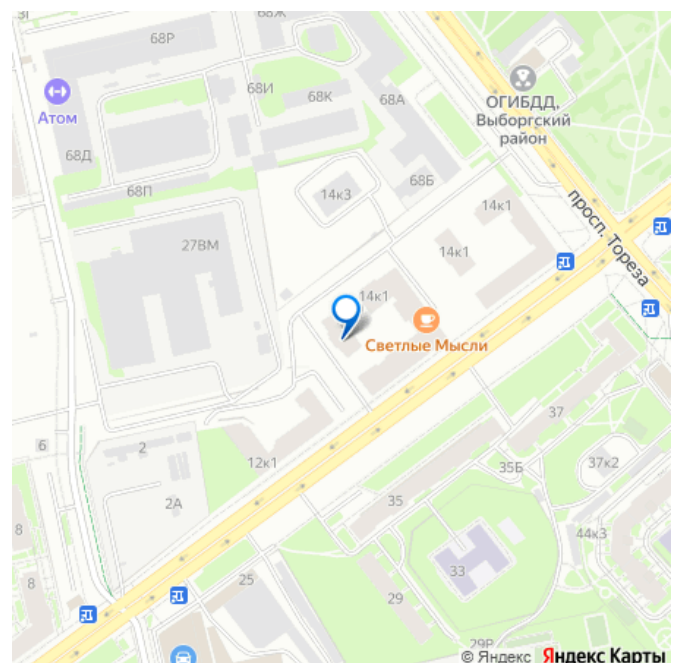 3Г
68Ж
68Р
68И
68К
68А
Атом
ОГИБДД,
Выборгский
район
68Д
68П
68Б
14к3
14к1
просп. Тореза
27ВМ
14к1
14к1
Светлые Мысли
37
6
2
12к1
35Б
37к2
2А
35
44к3
8
33
8
25
29
29Р
© Яндекс Яндекс Карты